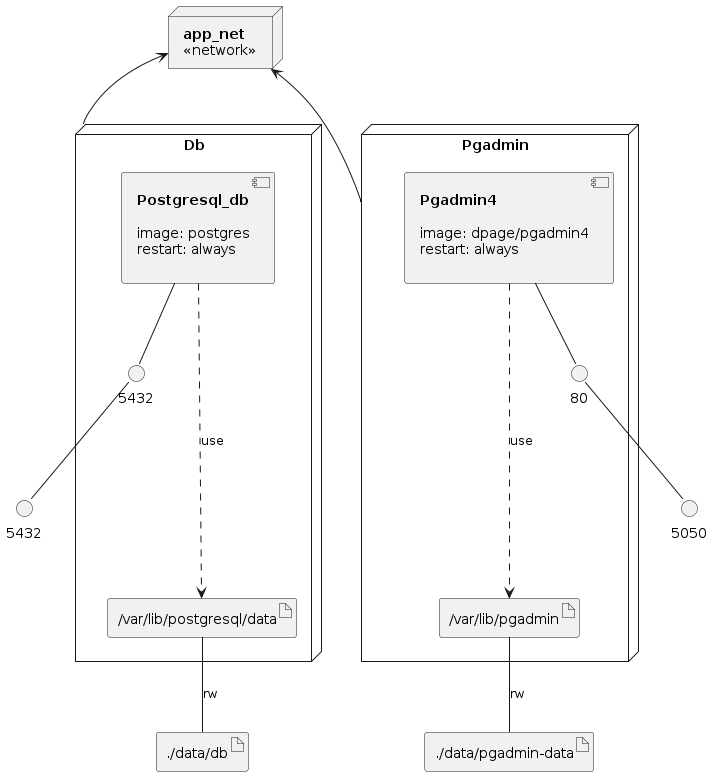 app_net
«network»
Db
Pgadmin
Postgresql_db
image: postgres
restart: always
Pgadmin4
image: dpage/pgadmin4
restart: always
5432
80
use
use
5432
5050
/var/lib/postgresql/data
/var/lib/pgadmin
rw
rw
./data/db
./data/pgadmin-data